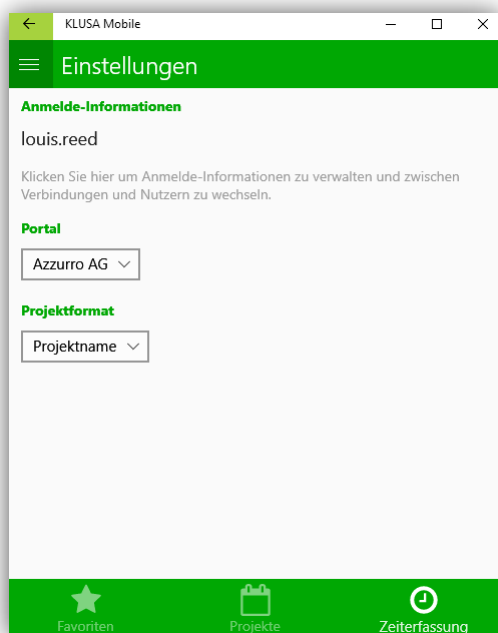 KLUSA Mobile
Einstellungen
Anmelde-Informationen
louis.reed
Klicken Sie hier um Anmelde-Informationen zu verwalten und zwischen
Verbindungen und Nutzern zu wechseln.
Portal
Azzurro AG
Projektformat
Projektname
Favoriten
Projekte
Zeiterfassung